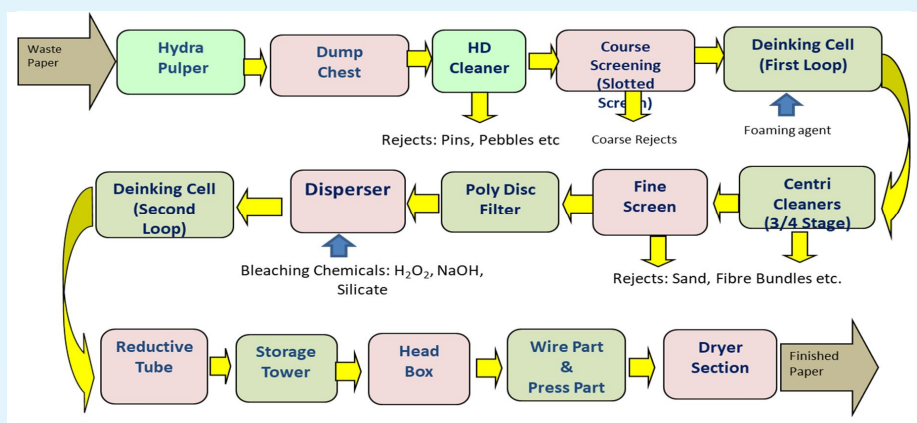 Waste
Paper
Hydra
Pulper
Dump
Chest
HD
Cleaner
Course
Screening
(Slotted
Screen)
Deinking Cell
(First Loop)
Rejects: Pins, Pebbles etc
Coarse Rejects
Foaming agent
Deinking Cell
(Second
Loop)
Disperser
Poly Disc
Filter
Fine
Screen
Centri
Cleaners
(3/4 Stage)
Bleaching Chemicals: H₂O₂, NaOH,
Silicate
Rejects: Sand, Fibre Bundles etc.
Reductive
Tube
Storage
Tower
Head
Box
Wire Part
&
Press Part
Dryer
Section
Finished
Paper